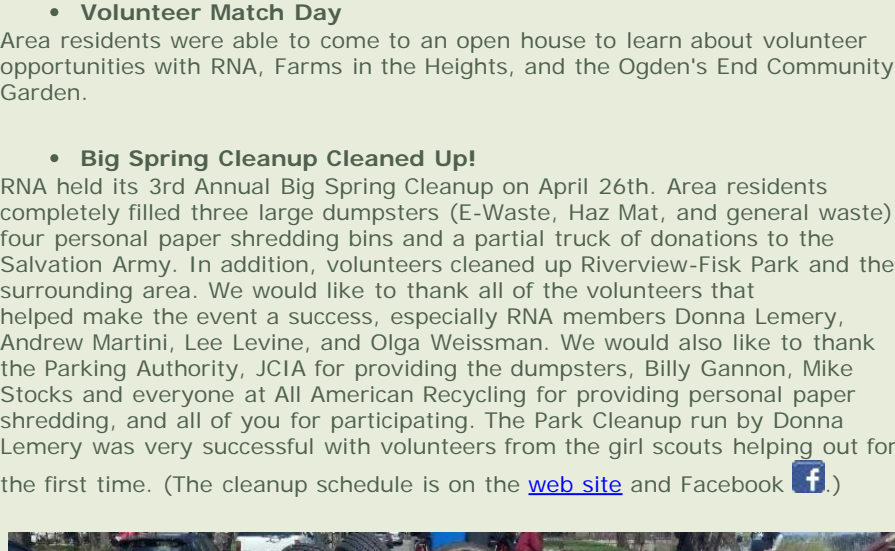 • Volunteer Match Day
Area residents were able to come to an open house to learn about volunteer
opportunities with RNA, Farms in the Heights, and the Ogden's End Community
Garden.
• Big Spring Cleanup Cleaned Up!
RNA held its 3rd Annual Big Spring Cleanup on April 26th. Area residents
completely filled three large dumpsters (E-Waste, Haz Mat, and general waste)
four personal paper shredding bins and a partial truck of donations to the
Salvation Army. In addition, volunteers cleaned up Riverview-Fisk Park and the
surrounding area. We would like to thank all of the volunteers that
helped make the event a success, especially RNA members Donna Lemery,
Andrew Martini, Lee Levine, and Olga Weissman. We would also like to thank
the Parking Authority, JCIA for providing the dumpsters, Billy Gannon, Mike
Stocks and everyone at All American Recycling for providing personal paper
shredding, and all of you for participating. The Park Cleanup run by Donna
Lemery was very successful with volunteers from the girl scouts helping out for
the first time. (The cleanup schedule is on the web site and Facebook f.)